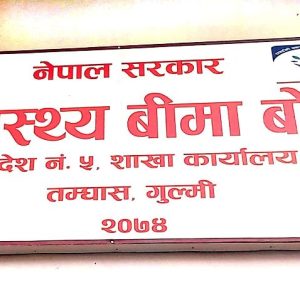 नेपाल सरकार
स्थ्य बीमा बो
देश नं. ५, शाखा कार्यालय
तम्घास, गुल्मी
२०७४